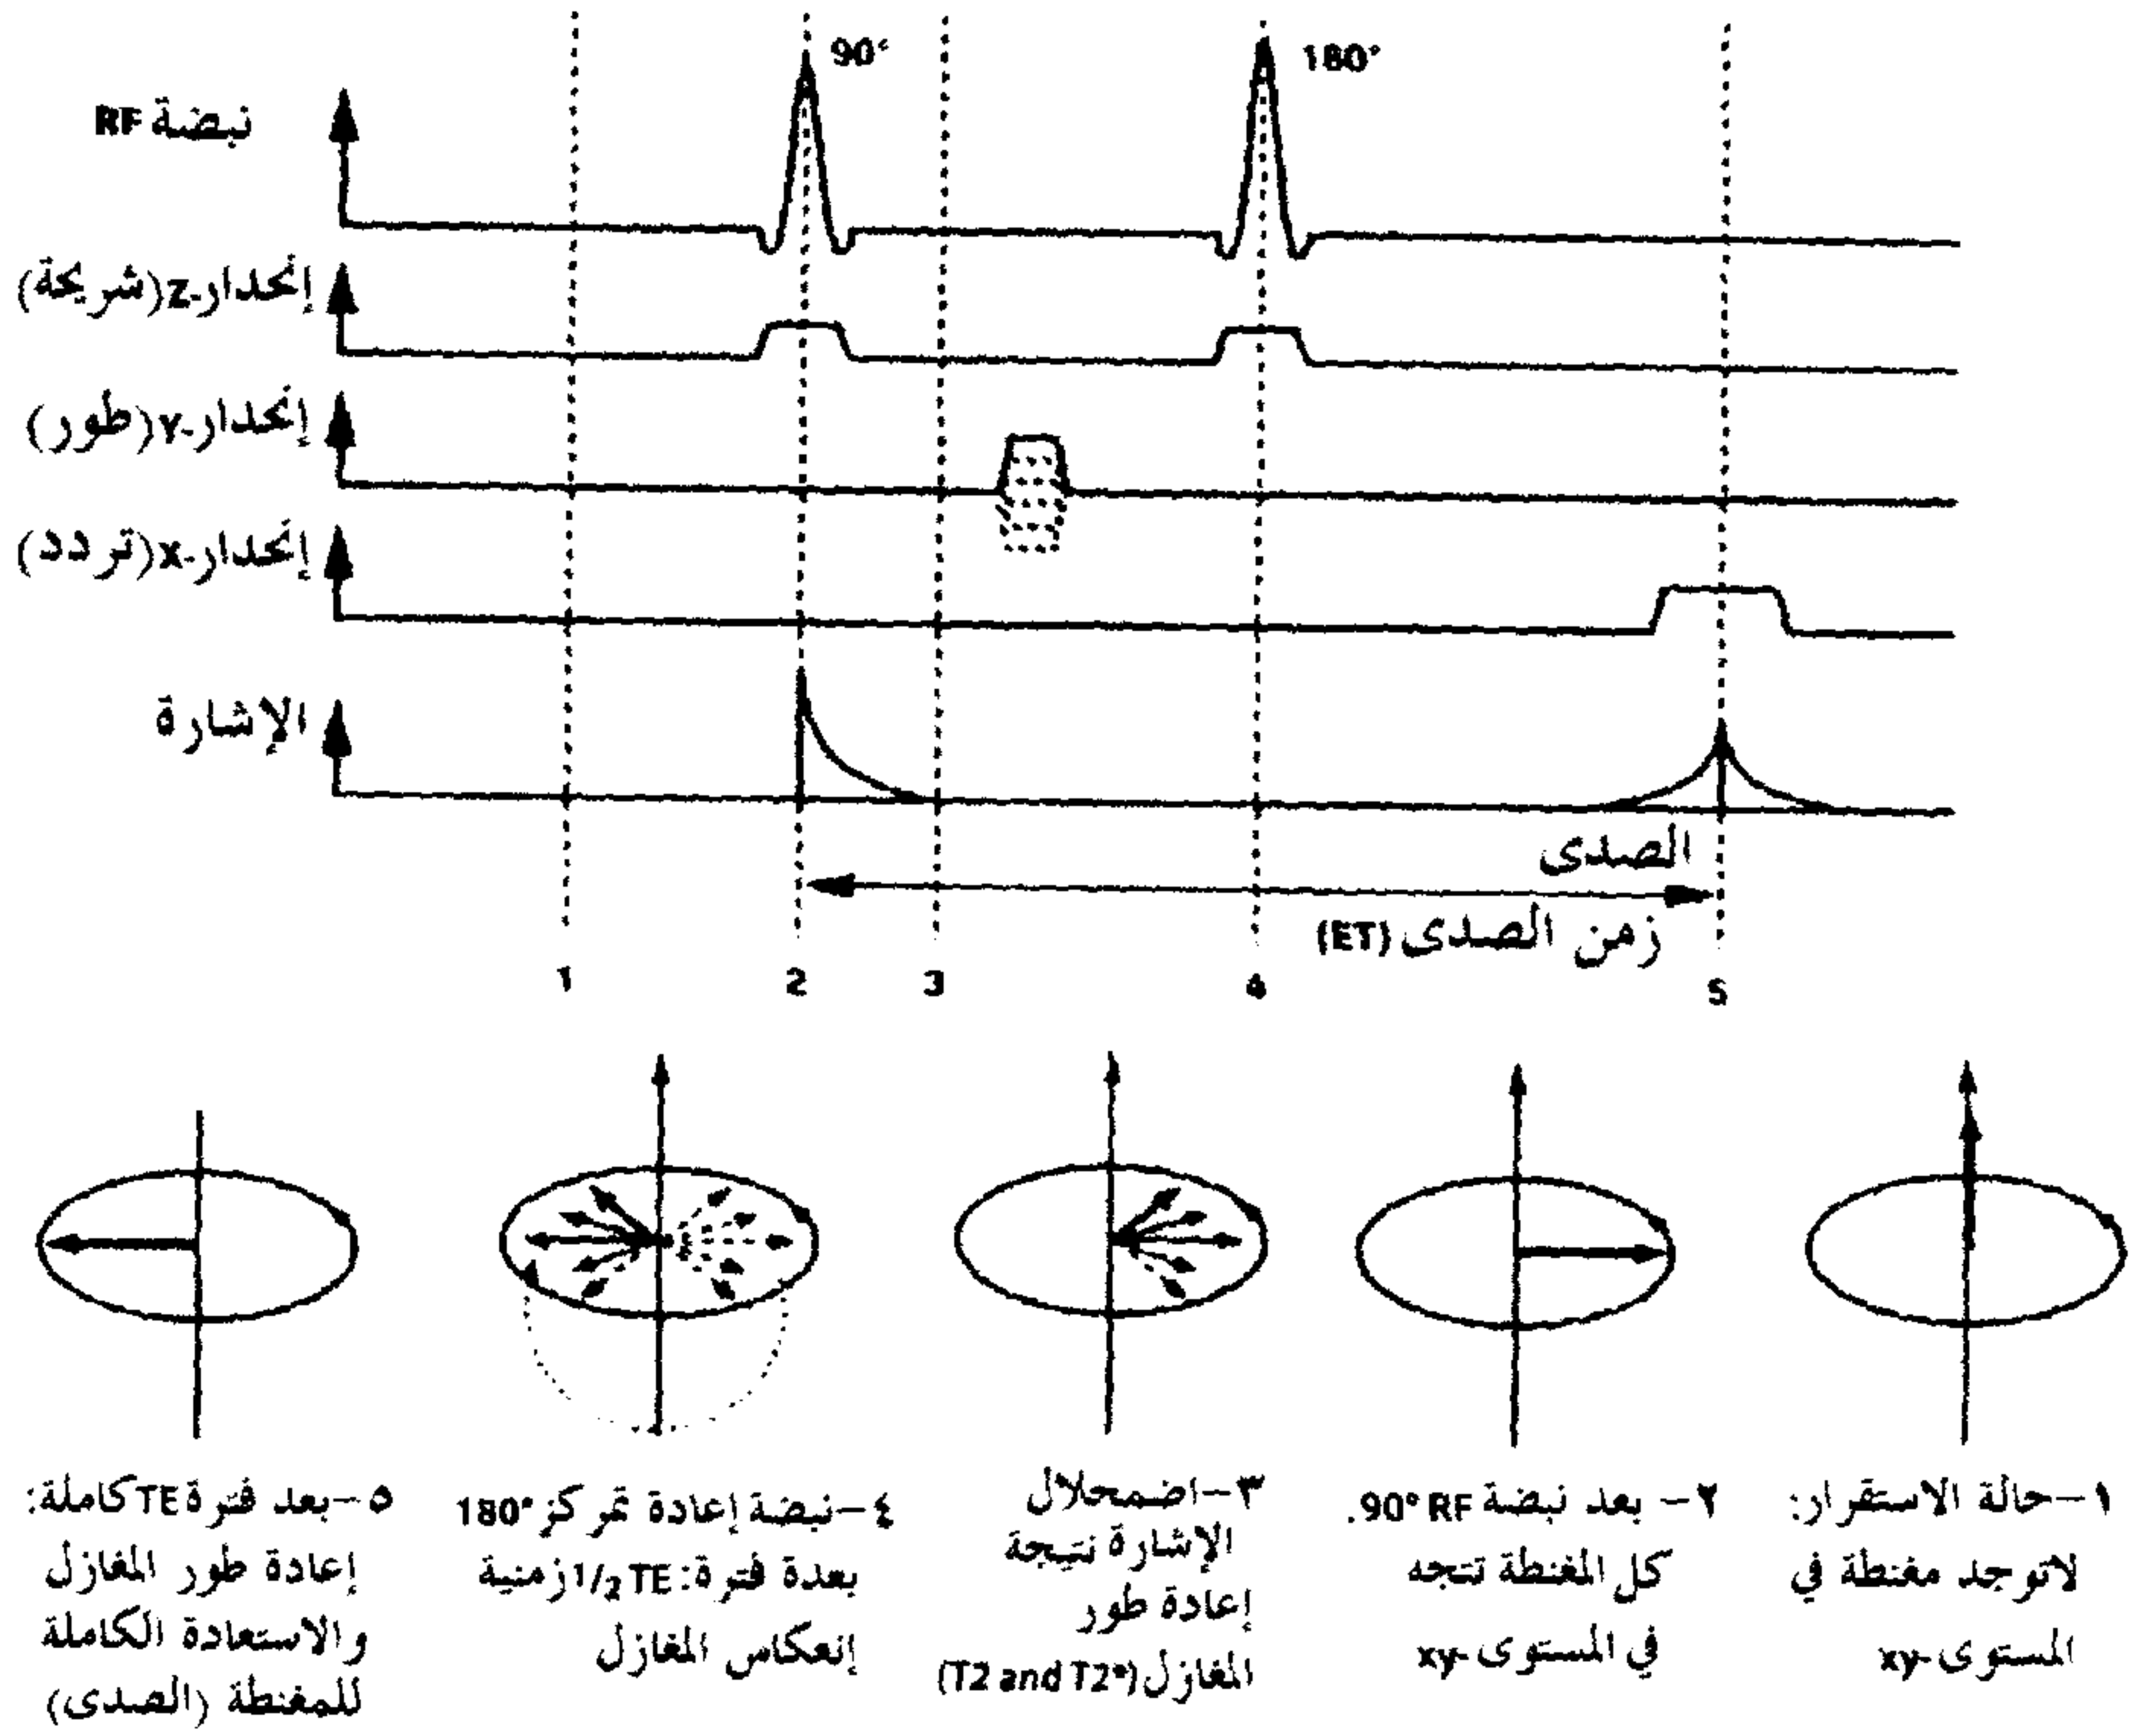 90°
180°
نبضة RF
إنحدار-Z(شريحة)
إنحدار-Y(طور)
إنحدار-X(تردد)
الإشارة
الصدى
زمن الصدى (ET)
1 2 3 4 5
١-حالة الاستقرار:
لاتوجد مغنطة في
المستوى-xy
٢- بعد نبضة 90° RF.
كل المغنطة تتجه
في المستوى-xy
٣-اضمحلال
الإشارة نتيجة
إعادة طور
المغازل(T2 and T2*)
٤-نبضة إعادة تمركز 180°
بعدة فترة: 1/2 TE زمنية
إنعكاس المغازل
٥-بعد فترة TE كاملة:
إعادة طور المغازل
والاستعادة الكاملة
للمغنطة (الصدى)